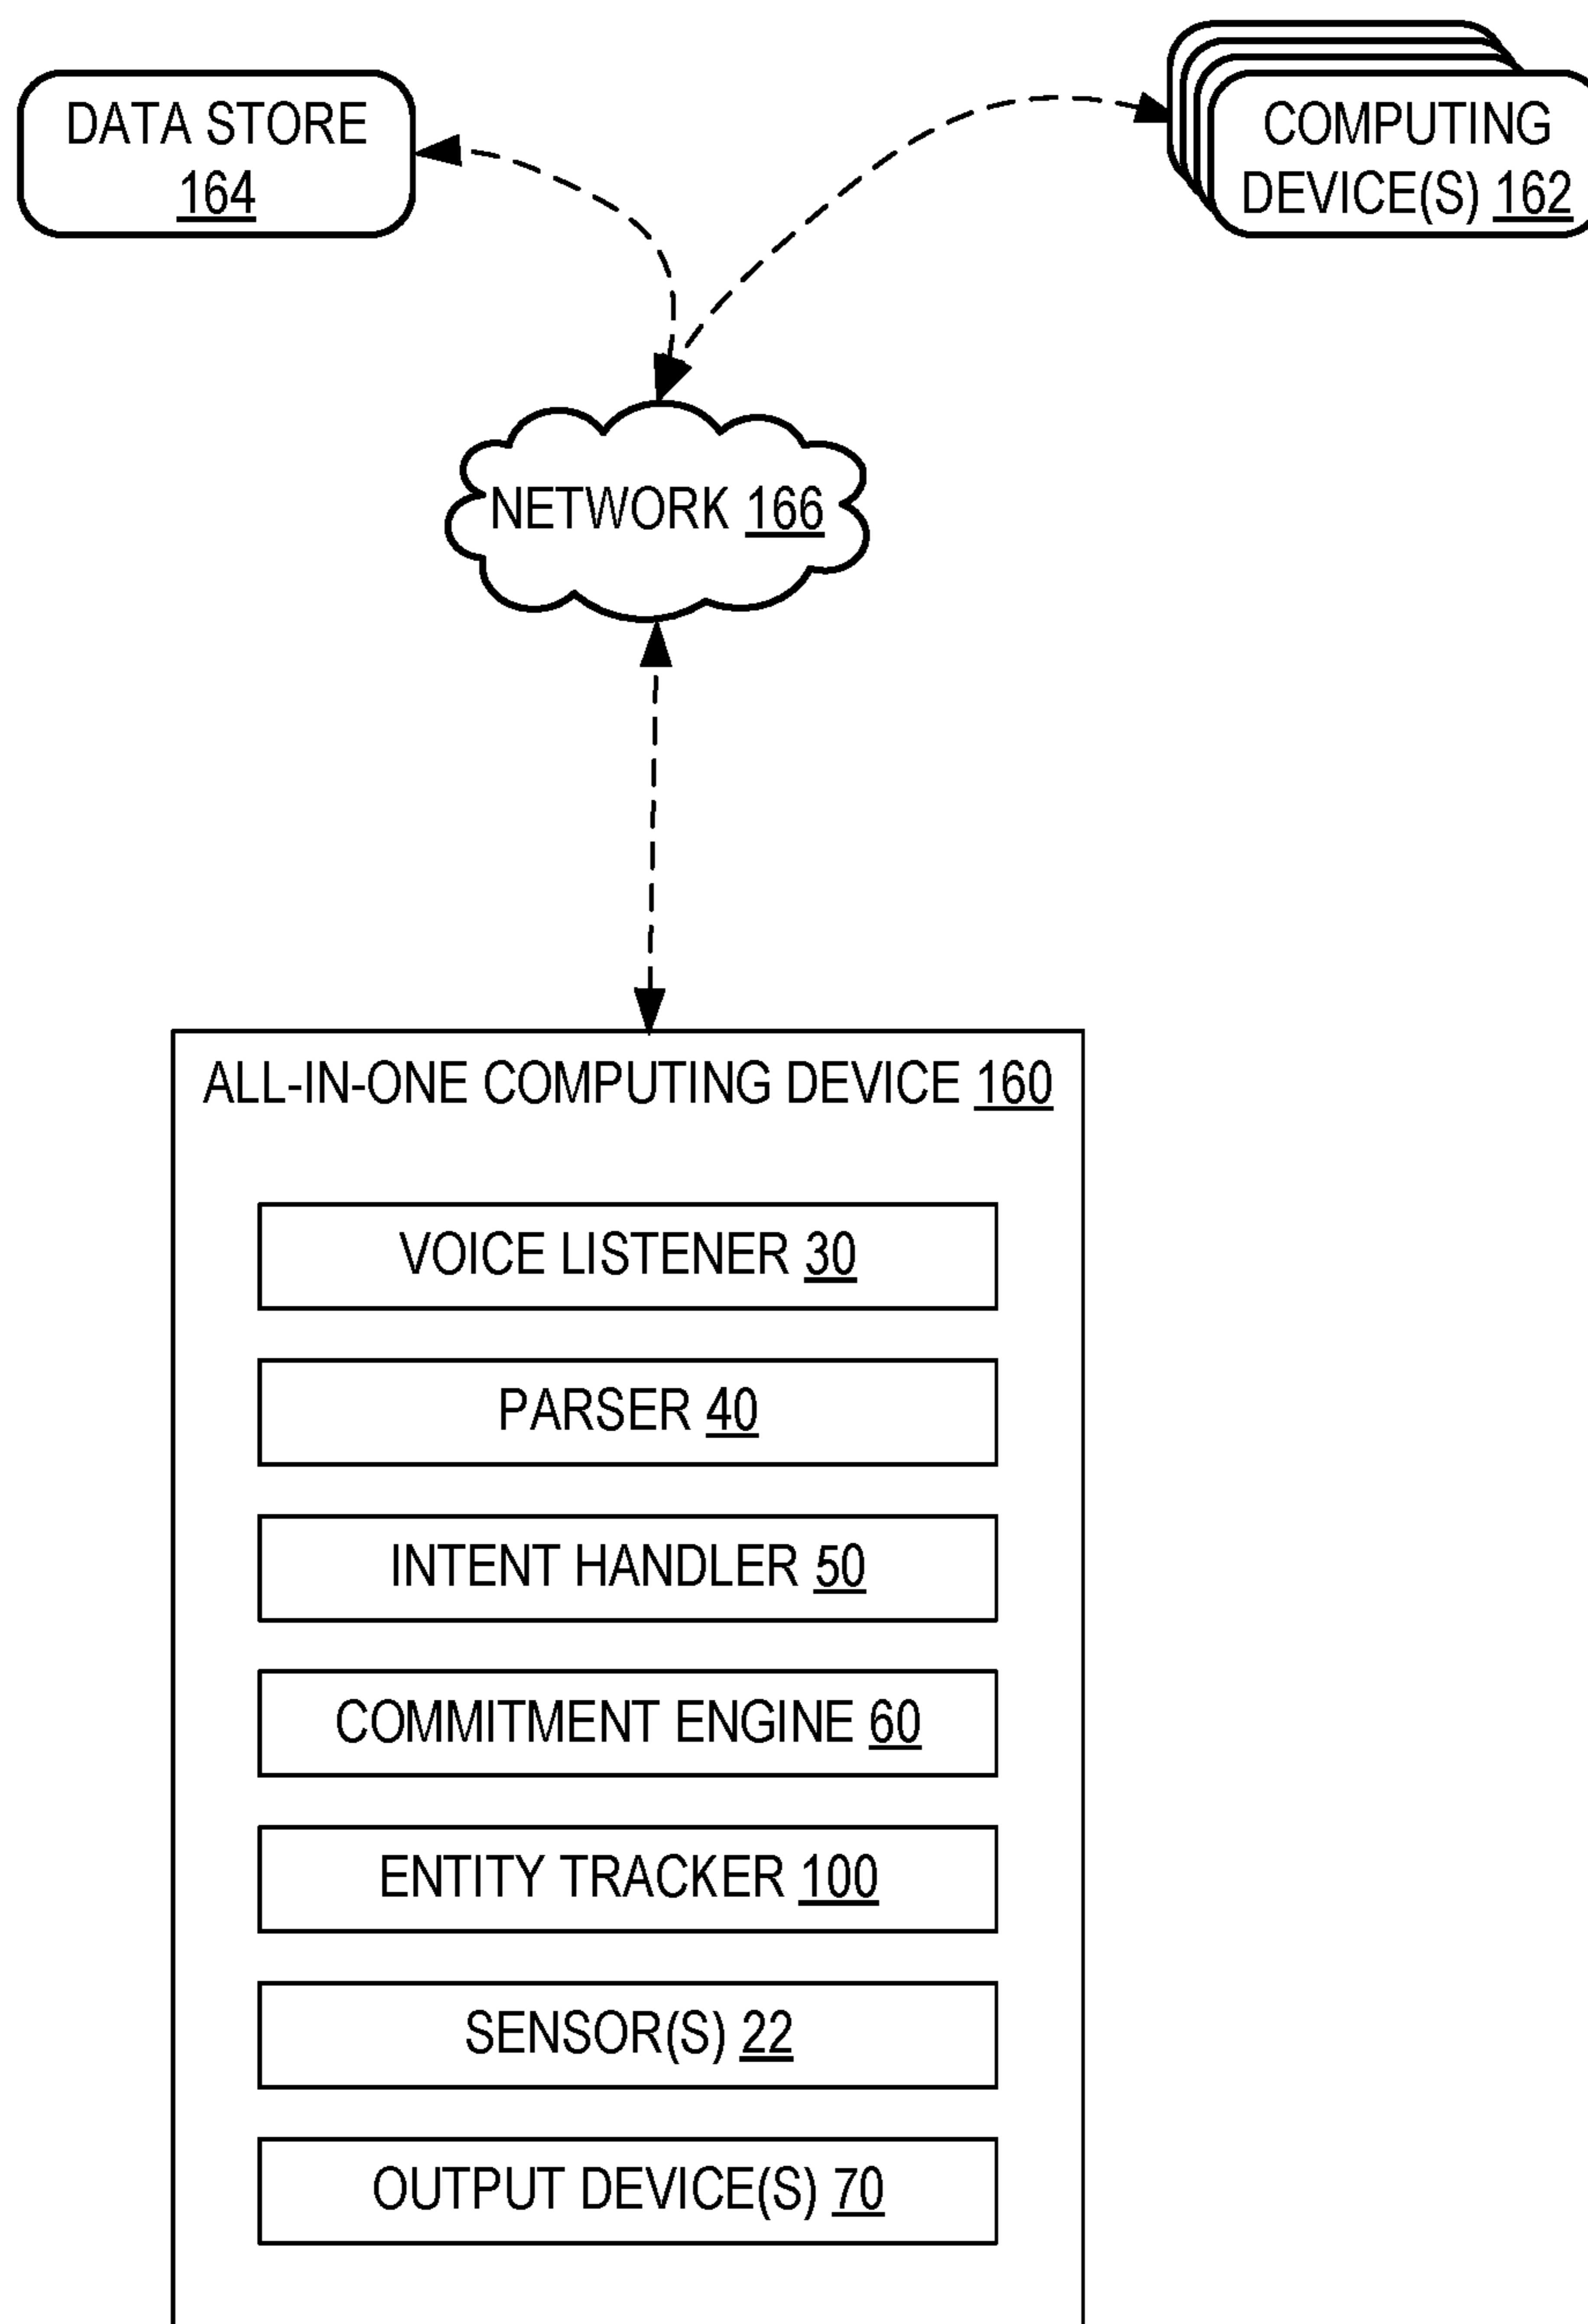 DATA STORE
164
COMPUTING
DEVICE(S) 162
NETWORK 166
ALL-IN-ONE COMPUTING DEVICE 160
VOICE LISTENER 30
PARSER 40
INTENT HANDLER 50
COMMITMENT ENGINE 60
ENTITY TRACKER 100
SENSOR(S) 22
OUTPUT DEVICE(S) 70